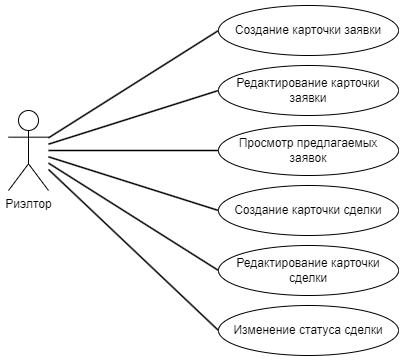 Создание карточки заявки
Редактирование карточки
заявки
Просмотр предлагаемых
заявок
Риэлтор
Создание карточки сделки
Редактирование карточки
сделки
Изменение статуса сделки